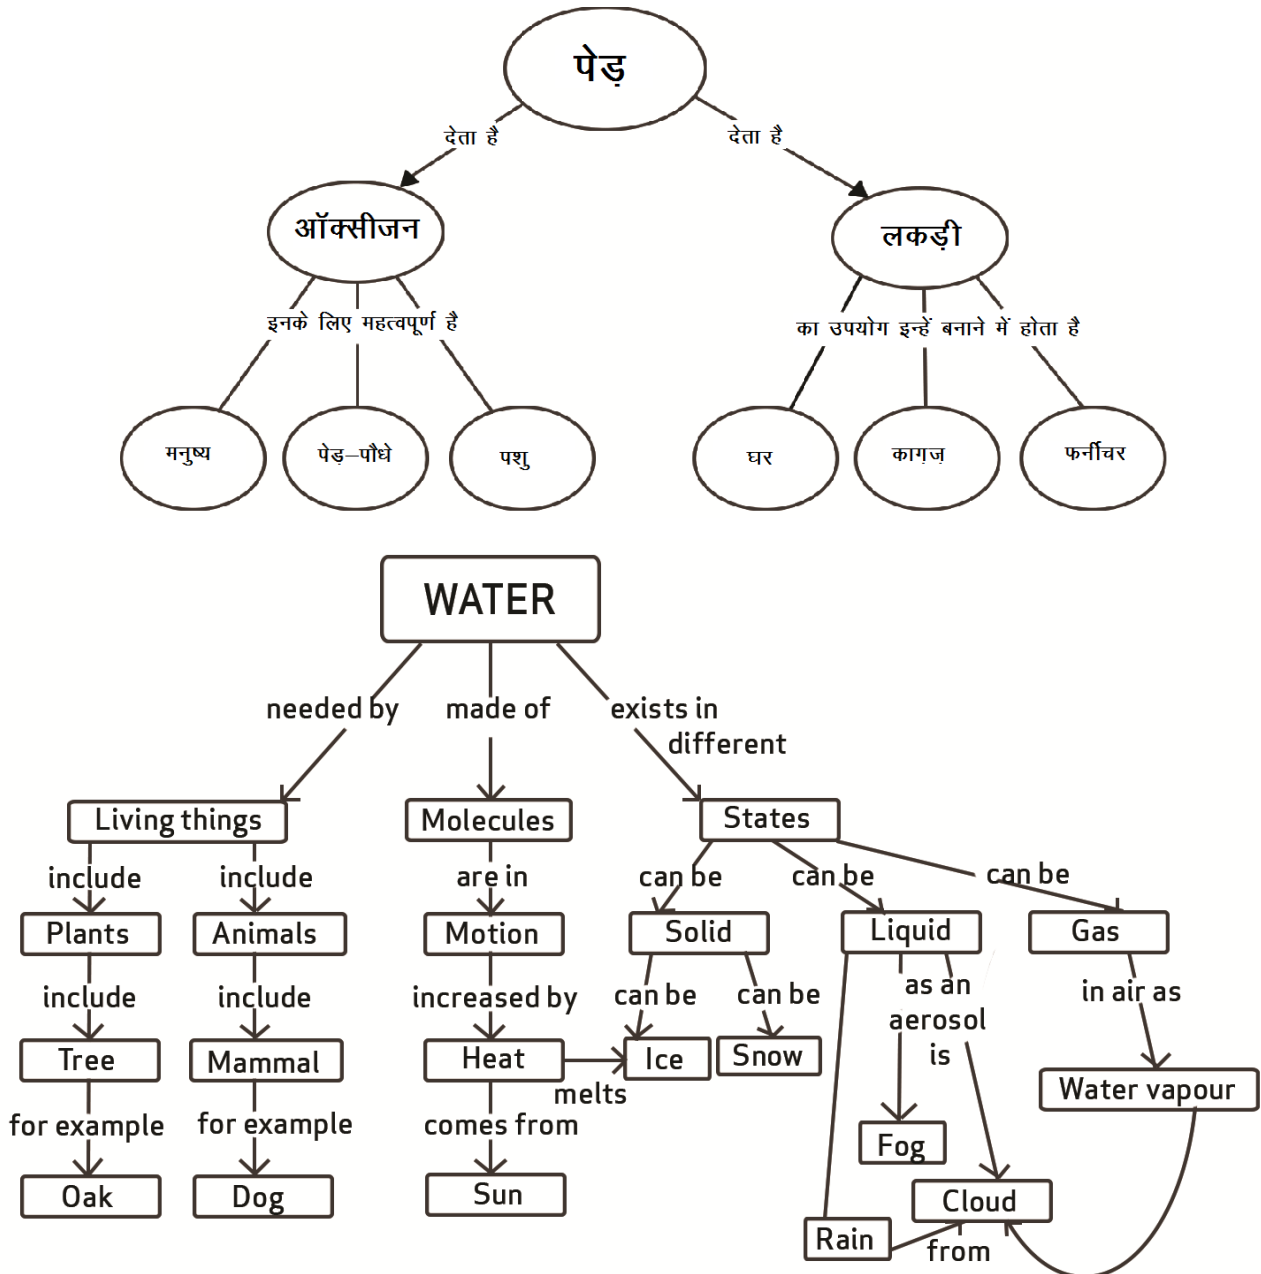 पेड़
देता है
देता है
ऑक्सीजन
लकड़ी
इनके लिए महत्वपूर्ण है
का उपयोग इन्हें बनाने में होता है
मनुष्य
पेड़–पौधे
पशु
घर
कागज़
फर्नीचर
WATER
needed by
made of
exists in
different
Living things
Molecules
States
include
include
are in
can be
can be
can be
Plants
Animals
Motion
Solid
Liquid
Gas
include
include
increased by
can be
can be
as an
aerosol
is
in air as
Tree
Mammal
Heat
melts
Ice
Snow
Water vapour
for example
for example
comes from
Fog
Oak
Dog
Sun
Cloud
Rain
from